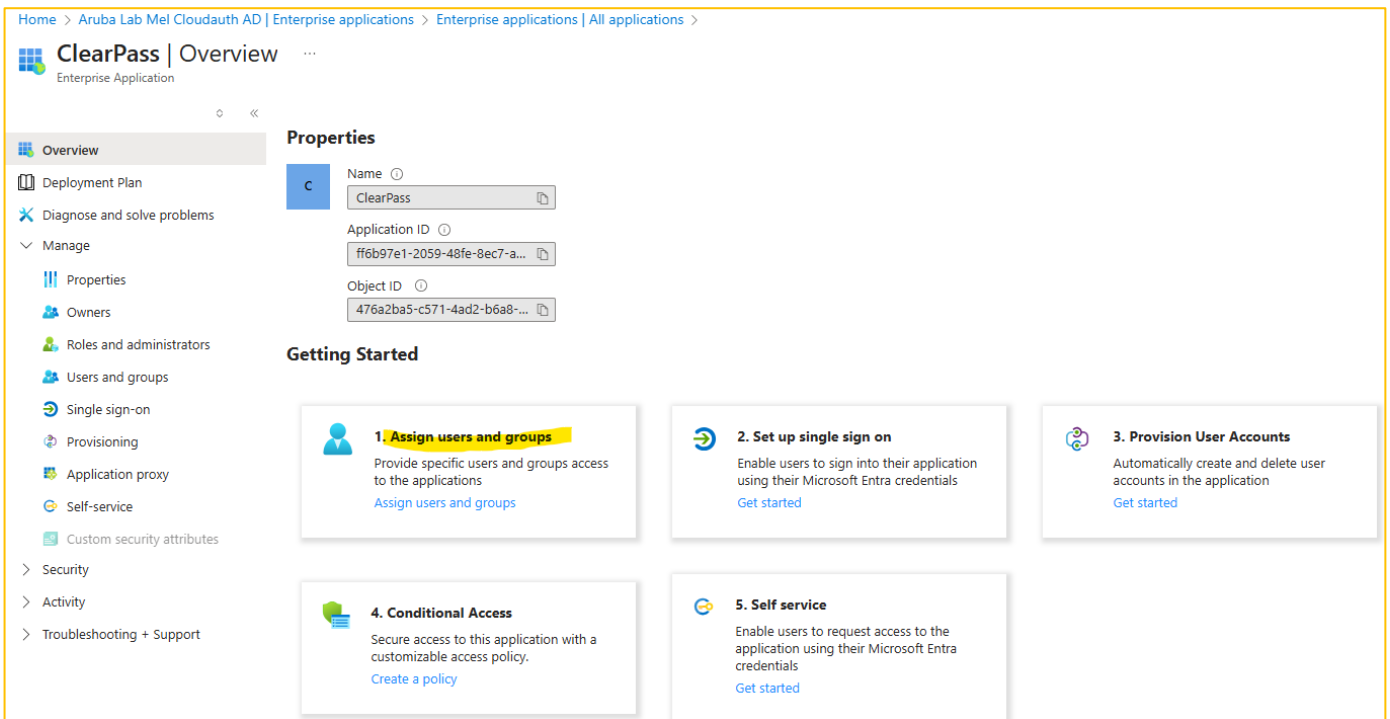 Home > Aruba Lab Mel Cloudauth AD | Enterprise applications > Enterprise applications | All applications >
ClearPass | Overview ...
Enterprise Application
Overview
Deployment Plan
Diagnose and solve problems
Manage
Properties
Owners
Roles and administrators
Users and groups
Single sign-on
Provisioning
Application proxy
Self-service
Custom security attributes
Security
Activity
Troubleshooting + Support
Properties
C
Name
ClearPass
Application ID
ff6b97e1-2059-48fe-8ec7-a...
Object ID
476a2ba5-c571-4ad2-b6a8-...
Getting Started
1. Assign users and groups
Provide specific users and groups access
to the applications
Assign users and groups
2. Set up single sign on
Enable users to sign into their application
using their Microsoft Entra credentials
Get started
3. Provision User Accounts
Automatically create and delete user
accounts in the application
Get started
4. Conditional Access
Secure access to this application with a
customizable access policy.
Create a policy
5. Self service
Enable users to request access to the
application using their Microsoft Entra
credentials
Get started